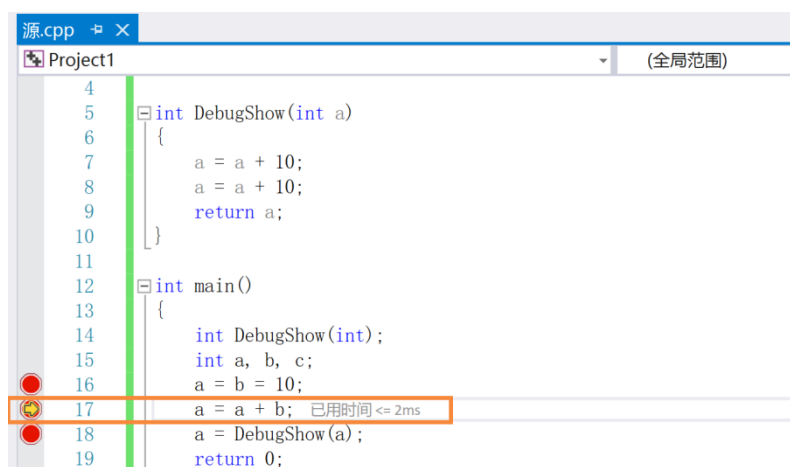 源.cpp
Project1 (全局范围)
4
5 int DebugShow(int a)
6 {
7 a = a + 10;
8 a = a + 10;
9 return a;
10 }
11
12 int main()
13 {
14 int DebugShow(int);
15 int a, b, c;
16 a = b = 10;
17 a = a + b; 已用时间 <= 2ms
18 a = DebugShow(a);
19 return 0;